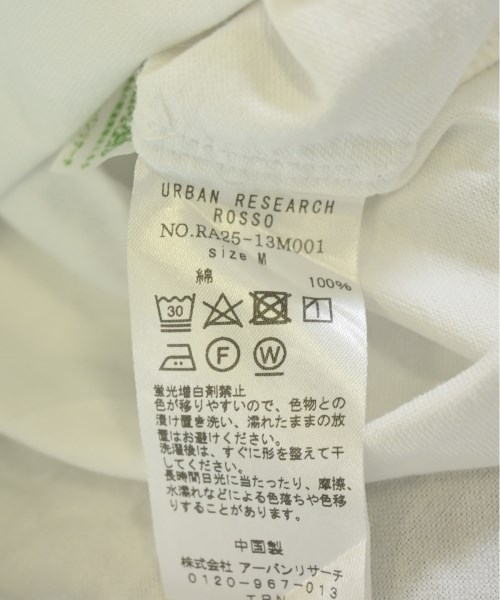 URBAN RESEARCH
ROSSO
NO.RA25-13M001
size M
綿 100%
30
F W
蛍光増白剤禁止
色が移りやすいので、色物との
漬け置き洗い、濡れたままの放
置はお避けください。
洗濯後は、すぐに形を整えて干
してください。
長時間日光に当たったり、摩擦、
水濡れなどによる色落ちや色移
りすることがあります。
中国製
株式会社 アーバンリサーチ
0120-967-013